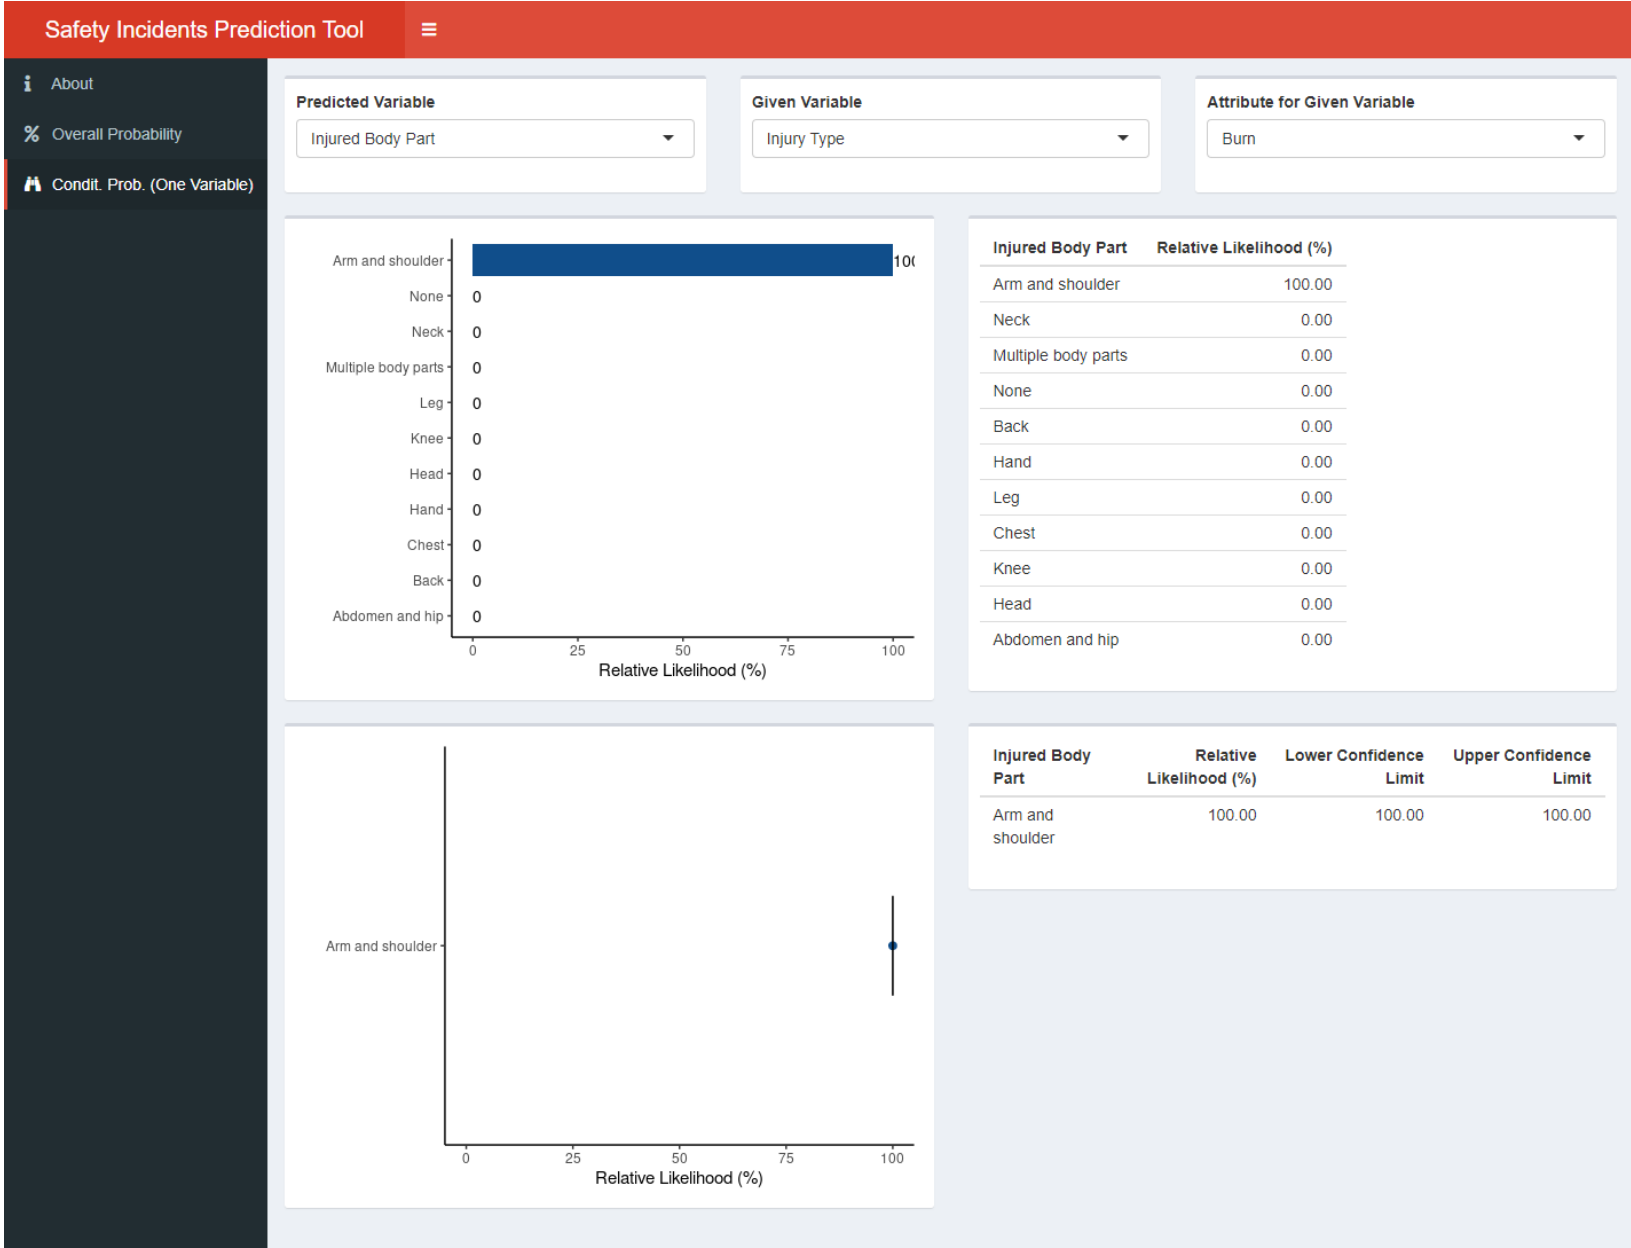 Safety Incidents Prediction Tool
About
Overall Probability
Condit. Prob. (One Variable)
Predicted Variable
Injured Body Part
Given Variable
Injury Type
Attribute for Given Variable
Burn
Arm and shoulder 100
None 0
Neck 0
Multiple body parts 0
Leg 0
Knee 0
Head 0
Hand 0
Chest 0
Back 0
Abdomen and hip 0
0 25 50 75 100
Relative Likelihood (%)
Injured Body Part Relative Likelihood (%)
Arm and shoulder 100.00
Neck 0.00
Multiple body parts 0.00
None 0.00
Back 0.00
Hand 0.00
Leg 0.00
Chest 0.00
Knee 0.00
Head 0.00
Abdomen and hip 0.00
Arm and shoulder
0 25 50 75 100
Relative Likelihood (%)
Injured Body Relative Lower Confidence Upper Confidence
Part Likelihood (%) Limit Limit
Arm and 100.00 100.00 100.00
shoulder